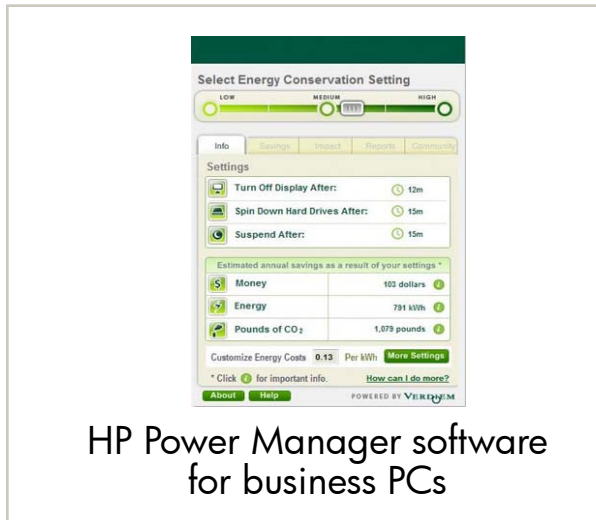 Select Energy Conservation Setting
LOW MEDIUM HIGH
Info Savings Impact Reports Community
Settings
Turn Off Display After: 12m
Spin Down Hard Drives After: 15m
Suspend After: 15m
Estimated annual savings as a result of your settings *
Money 103 dollars
Energy 791 kWh
Pounds of CO2 1,079 pounds
Customize Energy Costs 0.13 Per kWh More Settings
* Click i for important info. How can I do more?
About Help POWERED BY VERDIEM
HP Power Manager software
for business PCs